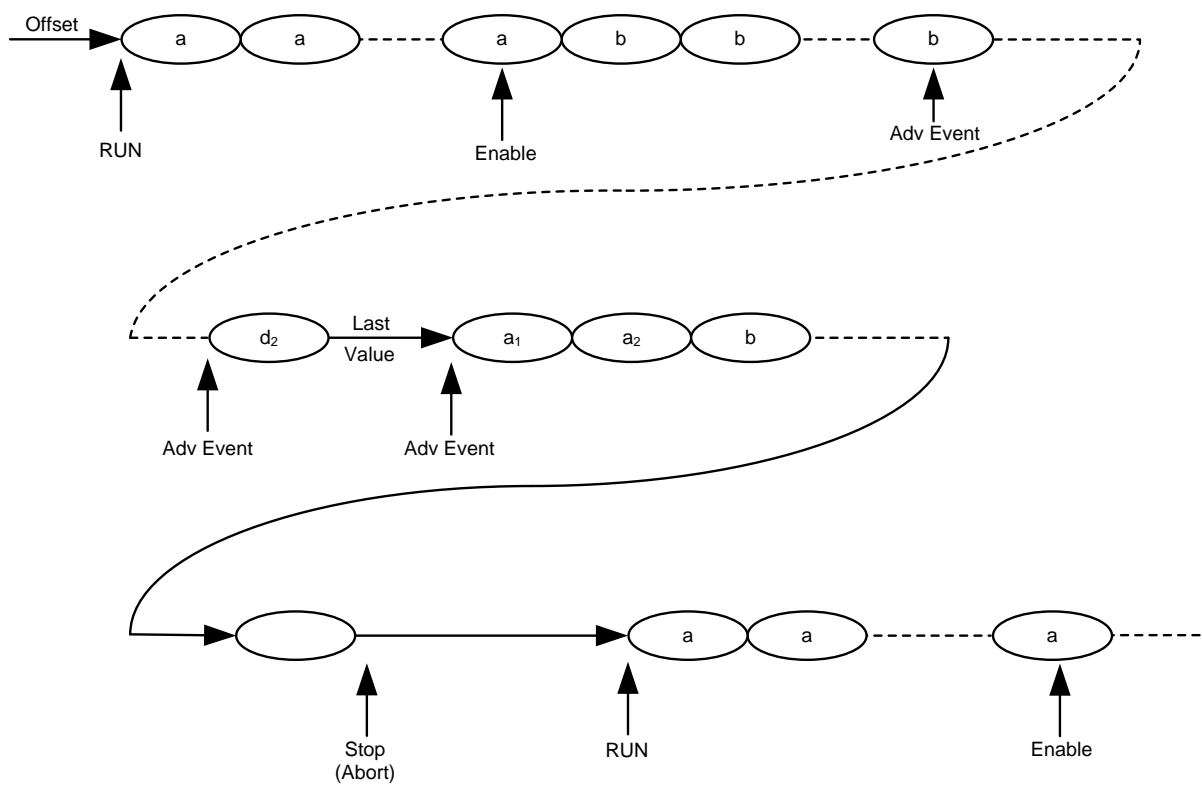 Offset
a a a b b b
RUN
Enable
Adv Event
d₂
Last
Value
a₁ a₂ b
Adv Event
Adv Event
a a a
Stop
(Abort)
RUN
Enable